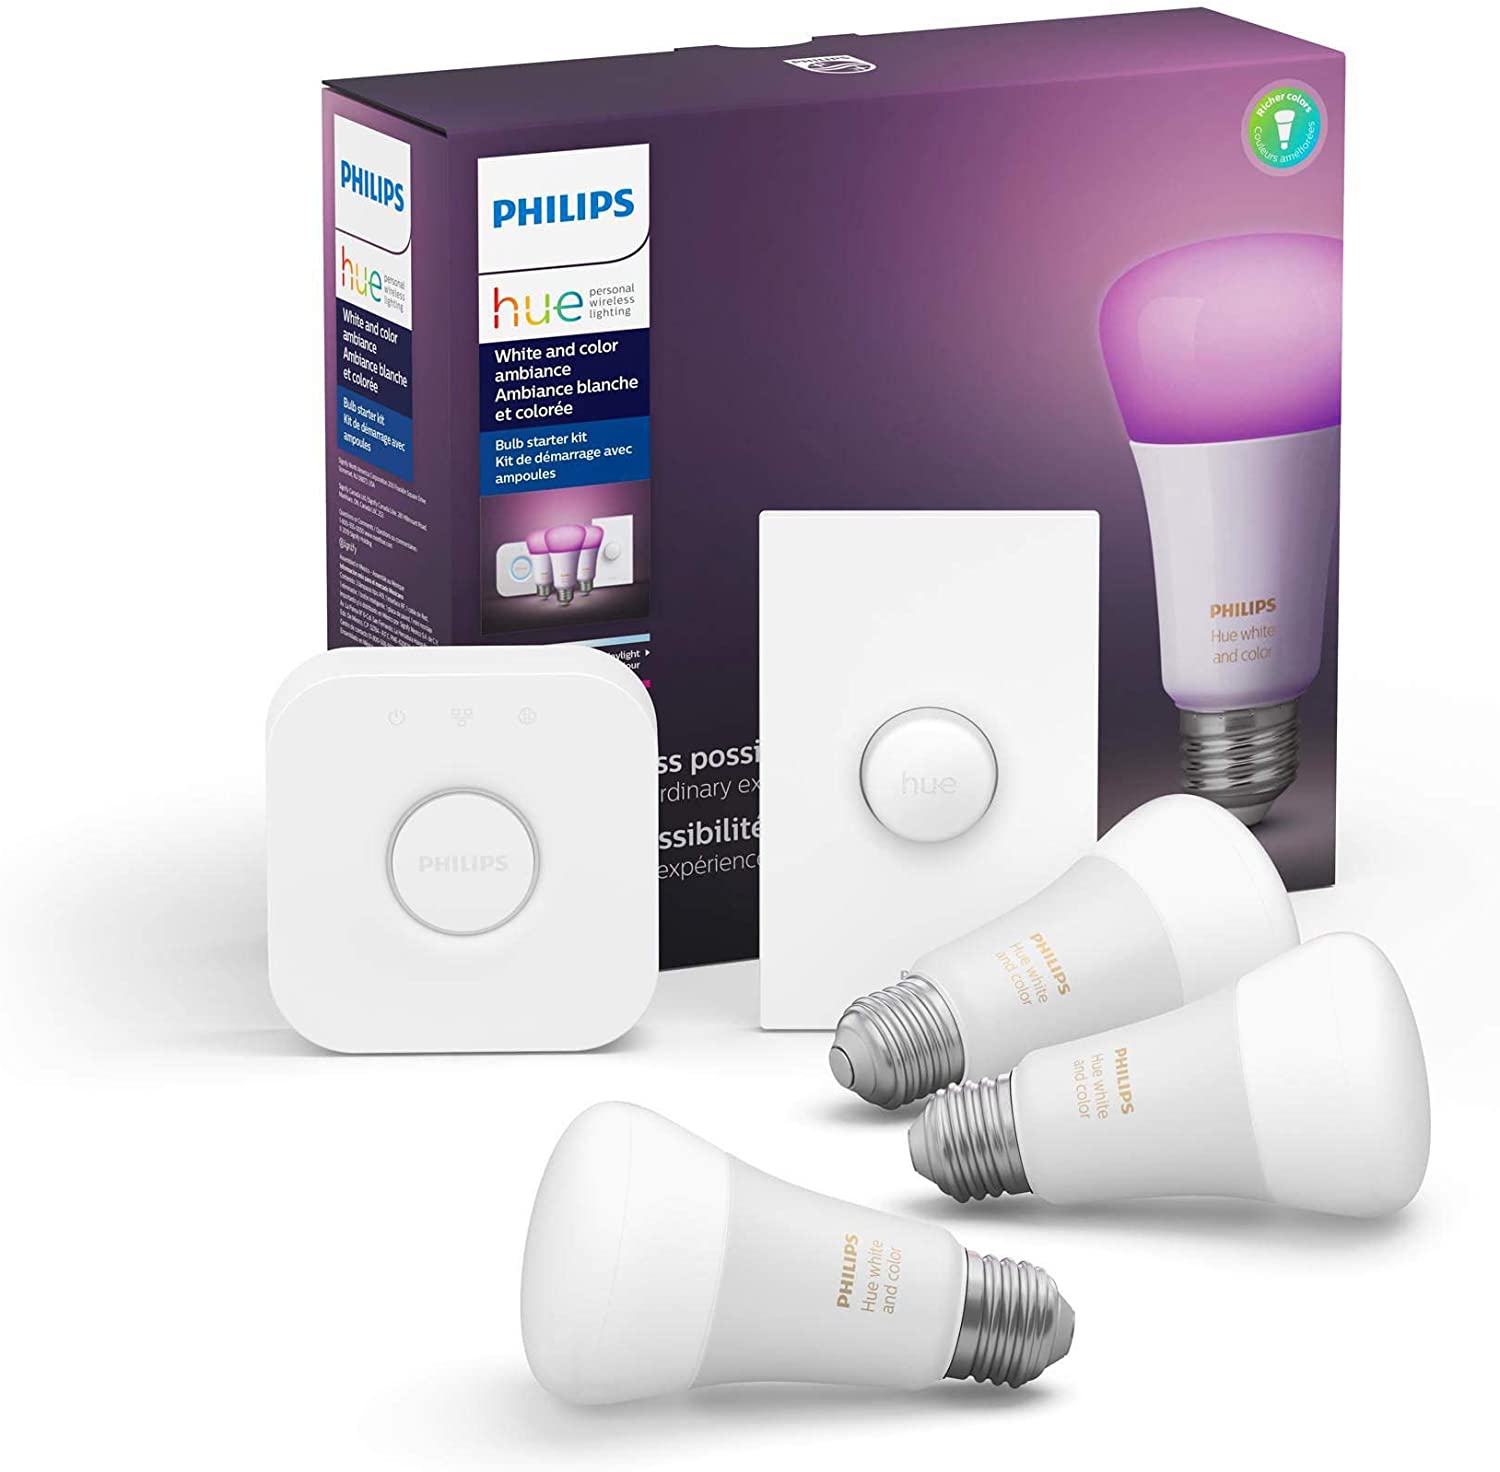 PHILIPS
hue personal
wireless
lighting
White and color
ambiance
Ambiance blanche
et colorée
Bulb starter kit
Kit de démarrage avec
ampoules
PHILIPS
hue personal
wireless
lighting
White and color
ambiance
Ambiance blanche
et colorée
Bulb starter kit
Kit de démarrage avec
ampoules
Richer colors
Couleurs améliorées
PHILIPS
Hue white
and color
ylight
our
ss possi
rdinary ex
ssibilité
expérienc
PHILIPS
hue
P
PHILIPS
Hue white
and color
PHILIPS
Hue white
and color
PHILIPS
Hue white
and color